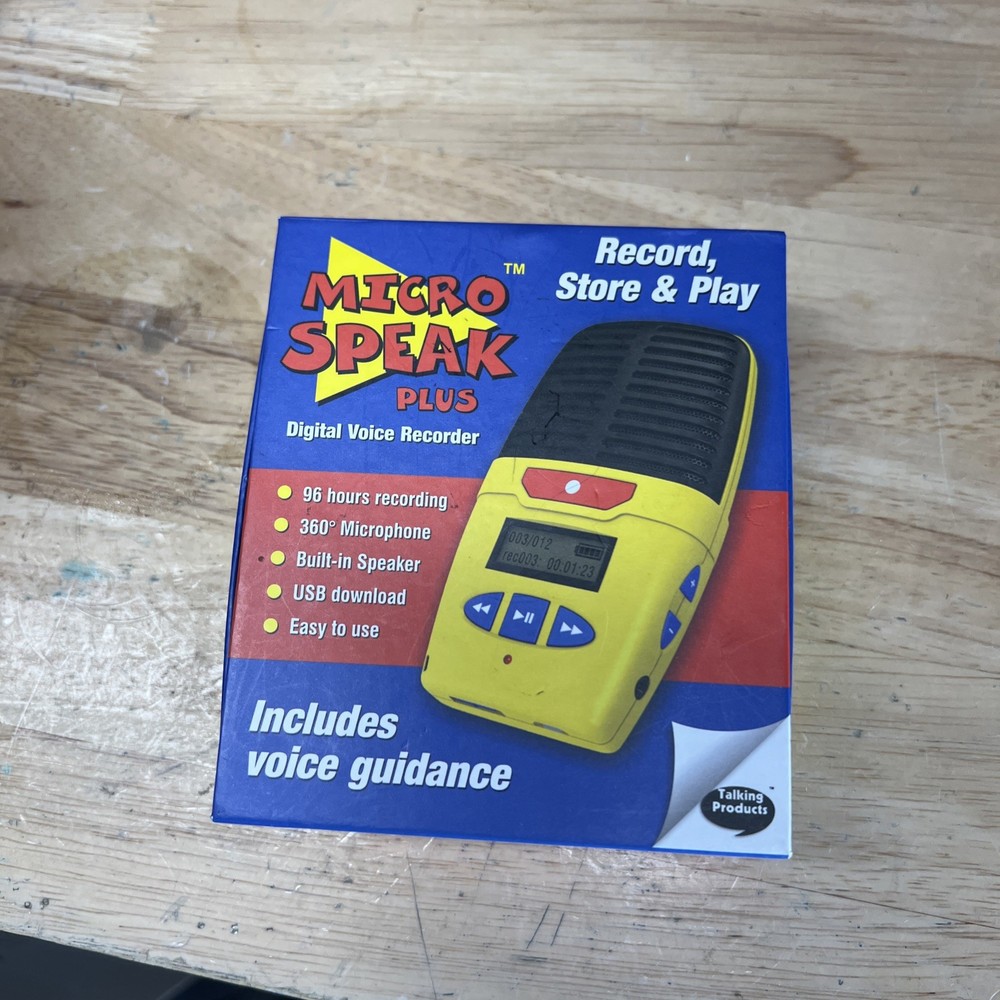 MICRO
SPEAK
PLUS
TM
Digital Voice Recorder
Record,
Store & Play
96 hours recording
360° Microphone
Built-in Speaker
USB download
Easy to use
003/012
rec003: 00:01:23
+
-
Includes
voice guidance
Talking
Products